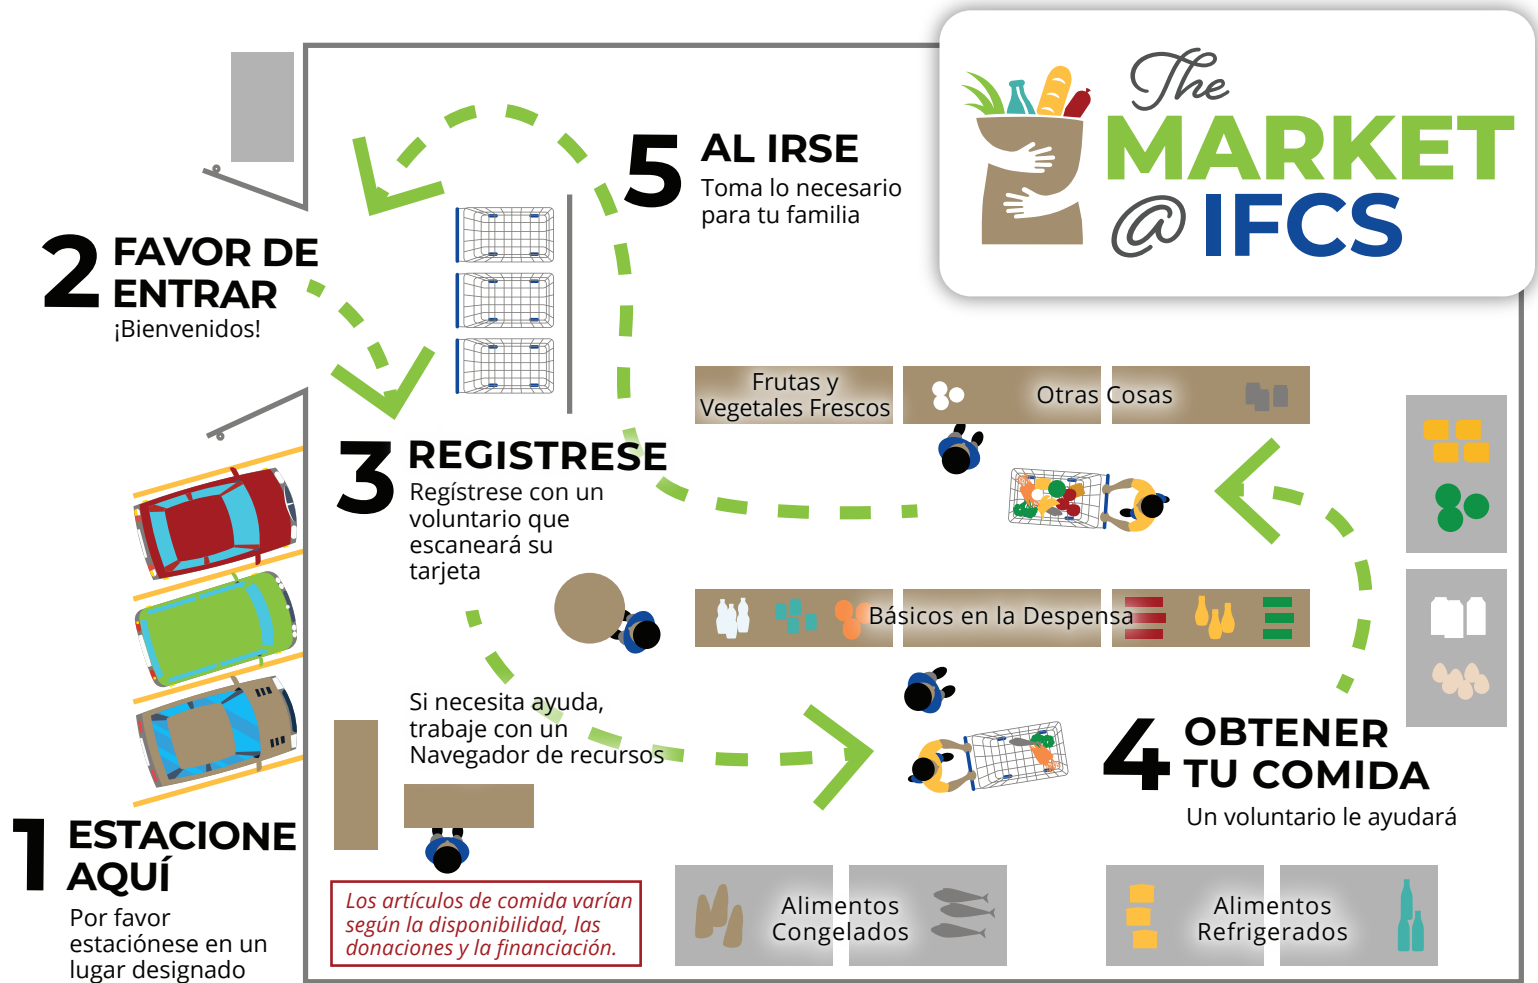 The
MARKET
@IFCS
1 ESTACIONE
AQUÍ
Por favor
estaciónese en un
lugar designado
2 FAVOR DE
ENTRAR
¡Bienvenidos!
3 REGISTRESE
Regístrese con un
voluntario que
escaneará su
tarjeta
Si necesita ayuda,
trabaje con un
Navegador de recursos
4 OBTENER
TU COMIDA
Un voluntario le ayudará
5 AL IRSE
Toma lo necesario
para tu familia
Frutas y
Vegetales Frescos
Otras Cosas
Básicos en la Despensa
Alimentos
Congelados
Alimentos
Refrigerados
Los artículos de comida varían
según la disponibilidad, las
donaciones y la financiación.